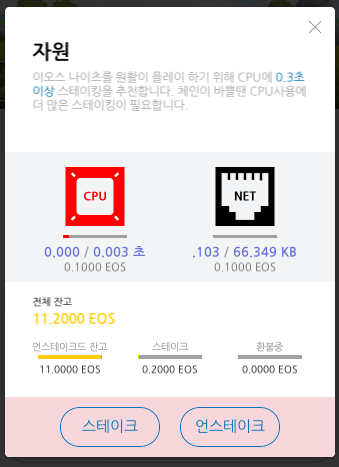 자원
이오스 나이츠를 원활이 플레이 하기 위해 CPU에 0.3초
이상 스테이킹을 추천합니다. 체인이 바쁠땐 CPU사용에
더 많은 스테이킹이 필요합니다.
CPU
NET
0.000 / 0.003 초
.103 / 66.349 KB
0.1000 EOS
0.1000 EOS
전체 잔고
11.2000 EOS
언스테이크드 잔고
스테이크
환불중
11.0000 EOS
0.2000 EOS
0.0000 EOS
스테이크
언스테이크